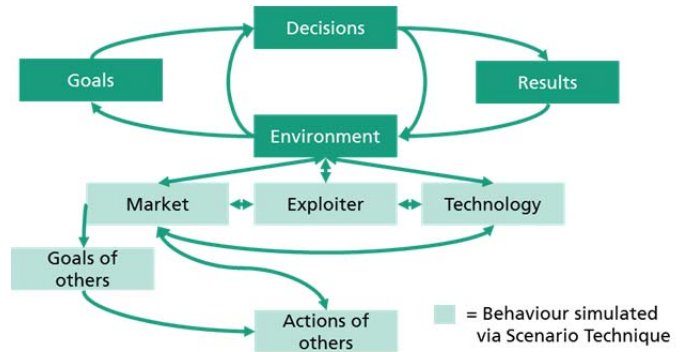 Decisions
Goals
Results
Environment
Market
Exploiter
Technology
Goals of
others
Actions of
others
= Behaviour simulated
via Scenario Technique